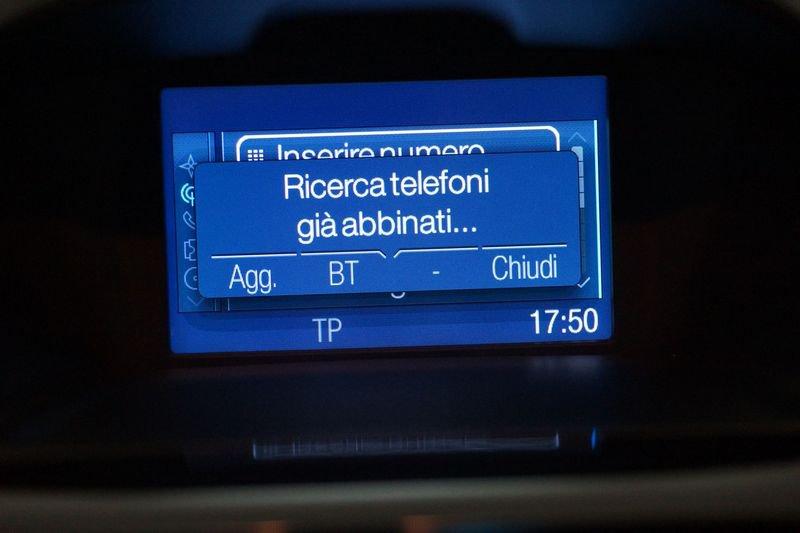 Inserire numero
Ricerca telefoni
già abbinati...
Agg. BT - Chiudi
TP 17:50